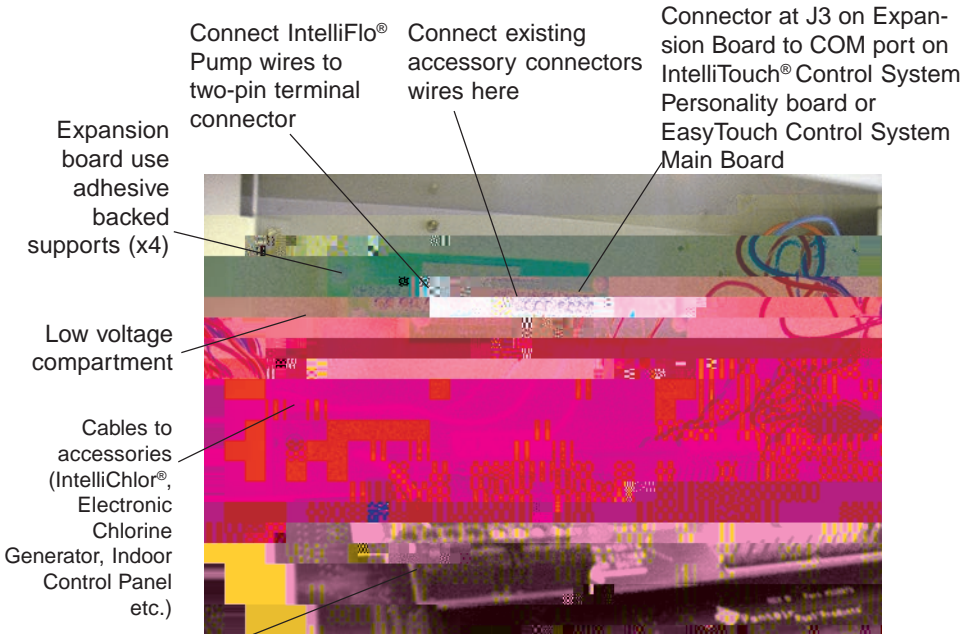 Connect IntelliFlo®
Pump wires to
two-pin terminal
connector
Connect existing
accessory connectors
wires here
Connector at J3 on Expan-
sion Board to COM port on
IntelliTouch® Control System
Personality board or
EasyTouch Control System
Main Board
Expansion
board use
adhesive
backed
supports (x4)
Low voltage
compartment
Cables to
accessories
(IntelliChlor®,
Electronic
Chlorine
Generator, Indoor
Control Panel
etc.)